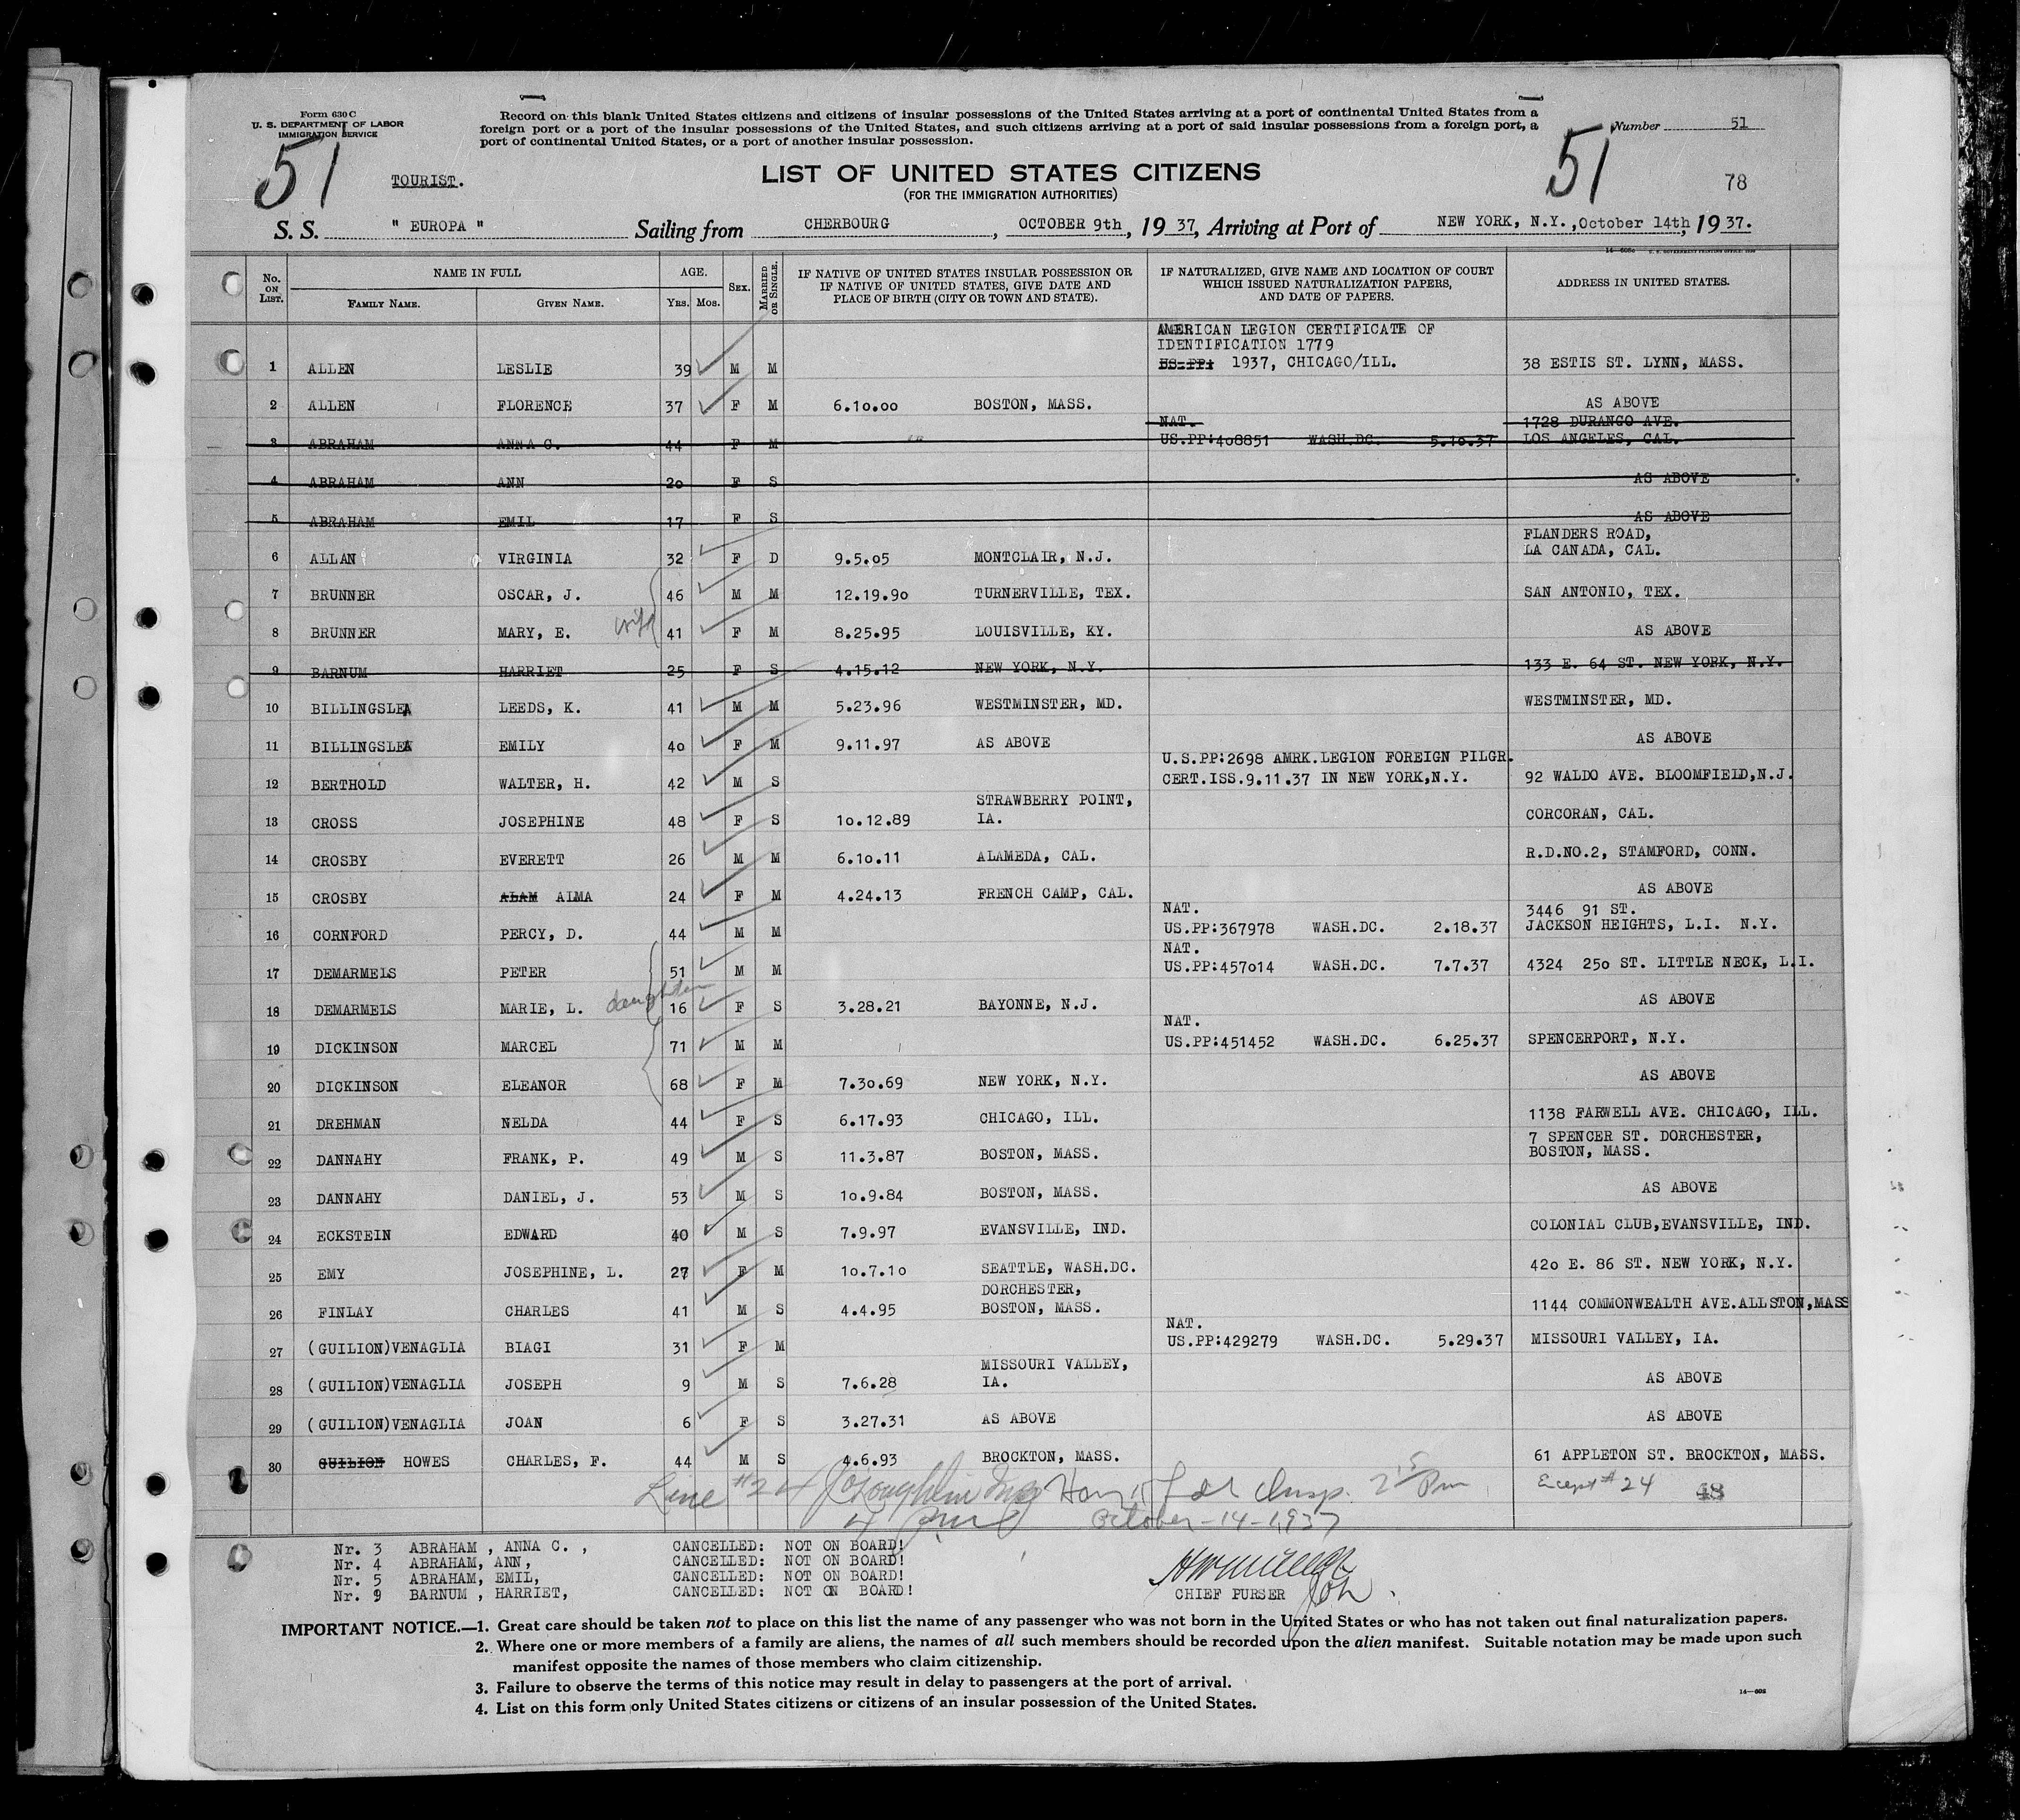 Form 630 C
U. S. DEPARTMENT OF LABOR
IMMIGRATION SERVICE
Record on this blank United States citizens and citizens of insular possessions of the United States arriving at a port of continental United States from a
foreign port or a port of the insular possessions of the United States, and such citizens arriving at a port of said insular possessions from a foreign port, a
port of continental United States, or a port of another insular possession.
Number 51
51
51
TOURIST.
LIST OF UNITED STATES CITIZENS
(FOR THE IMMIGRATION AUTHORITIES)
78
S. S. " EUROPA " Sailing from CHERBOURG, OCTOBER 9th, 19 37, Arriving at Port of NEW YORK, N.Y., October 14th, 19 37.
No. ON LIST. NAME IN FULL FAMILY NAME. GIVEN NAME. AGE. YRS. MOS. SEX. MARRIED OR SINGLE. IF NATIVE OF UNITED STATES INSULAR POSSESSION OR IF NATIVE OF UNITED STATES, GIVE DATE AND PLACE OF BIRTH (CITY OR TOWN AND STATE). IF NATURALIZED, GIVE NAME AND LOCATION OF COURT WHICH ISSUED NATURALIZATION PAPERS, AND DATE OF PAPERS. ADDRESS IN UNITED STATES.
AMERICAN LEGION CERTIFICATE OF
IDENTIFICATION 1779
1 ALLEN LESLIE 39 M M US.PP: 1937, CHICAGO/ILL. 38 ESTIS ST. LYNN, MASS.
2 ALLEN FLORENCE 37 F M 6.10.00 BOSTON, MASS. AS ABOVE
NAT. 1728 DURANGO AVE.
3 ABRAHAM ANNA C. 44 F M US.PP:408851 WASH.DC. 5.10.37 LOS ANGELES, CAL.
4 ABRAHAM ANN 20 F S AS ABOVE
5 ABRAHAM EMIL 17 F S AS ABOVE
FLANDERS ROAD,
6 ALLAN VIRGINIA 32 F D 9.5.05 MONTCLAIR, N.J. LA CANADA, CAL.
7 BRUNNER OSCAR, J. 46 M M 12.19.90 TURNERVILLE, TEX. SAN ANTONIO, TEX.
8 BRUNNER MARY, E. wife 41 F M 8.25.95 LOUISVILLE, KY. AS ABOVE
9 BARNUM HARRIET 25 F S 4.15.12 NEW YORK, N.Y. 133 E. 64 ST. NEW YORK, N.Y.
10 BILLINGSLEA LEEDS, K. 41 M M 5.23.96 WESTMINSTER, MD. WESTMINSTER, MD.
11 BILLINGSLEA EMILY 40 F M 9.11.97 AS ABOVE AS ABOVE
U.S.PP:2698 AMRK.LEGION FOREIGN PILGR.
12 BERTHOLD WALTER, H. 42 M S CERT.ISS.9.11.37 IN NEW YORK,N.Y. 92 WALDO AVE. BLOOMFIELD,N.J.
STRAWBERRY POINT,
13 CROSS JOSEPHINE 48 F S 10.12.89 IA. CORCORAN, CAL.
14 CROSBY EVERETT 26 M M 6.10.11 ALAMEDA, CAL. R.D.NO.2, STAMFORD, CONN.
15 CROSBY ALAM ALMA 24 F M 4.24.13 FRENCH CAMP, CAL. AS ABOVE
NAT. 3446 91 ST.
16 CORNFORD PERCY, D. 44 M M US.PP:367978 WASH.DC. 2.18.37 JACKSON HEIGHTS, L.I. N.Y.
NAT.
17 DEMARMELS PETER 51 M M US.PP:457014 WASH.DC. 7.7.37 4324 250 ST. LITTLE NECK, L.I.
18 DEMARMELS MARIE, L. daughter 16 F S 3.28.21 BAYONNE, N.J. AS ABOVE
NAT.
19 DICKINSON MARCEL 71 M M US.PP:451452 WASH.DC. 6.25.37 SPENCERPORT, N.Y.
20 DICKINSON ELEANOR 68 F M 7.30.69 NEW YORK, N.Y. AS ABOVE
21 DREHMAN NELDA 44 F S 6.17.93 CHICAGO, ILL. 1138 FARWELL AVE. CHICAGO, ILL.
7 SPENCER ST. DORCHESTER,
22 DANNAHY FRANK, P. 49 M S 11.3.87 BOSTON, MASS. BOSTON, MASS.
23 DANNAHY DANIEL, J. 53 M S 10.9.84 BOSTON, MASS. AS ABOVE
24 ECKSTEIN EDWARD 40 M S 7.9.97 EVANSVILLE, IND. COLONIAL CLUB,EVANSVILLE, IND.
25 EMY JOSEPHINE, L. 27 F M 10.7.10 SEATTLE, WASH.DC. 420 E. 86 ST. NEW YORK, N.Y.
DORCHESTER,
26 FINLAY CHARLES 41 M S 4.4.95 BOSTON, MASS. 1144 COMMONWEALTH AVE.ALLSTON,MASS
NAT.
27 (GUILION)VENAGLIA BIAGI 31 F M US.PP:429279 WASH.DC. 5.29.37 MISSOURI VALLEY, IA.
MISSOURI VALLEY,
28 (GUILION)VENAGLIA JOSEPH 9 M S 7.6.28 IA. AS ABOVE
29 (GUILION)VENAGLIA JOAN 6 F S 3.27.31 AS ABOVE AS ABOVE
30 GUILION HOWES CHARLES, F. 44 M S 4.6.93 BROCKTON, MASS. 61 APPLETON ST. BROCKTON, MASS.
Line #24 Insp. 2 15 Pm Except #24 48
October-14-1937
Nr. 3 ABRAHAM , ANNA C. , CANCELLED: NOT ON BOARD!
Nr. 4 ABRAHAM, ANN, CANCELLED: NOT ON BOARD!
Nr. 5 ABRAHAM, EMIL, CANCELLED: NOT ON BOARD!
Nr. 9 BARNUM , HARRIET, CANCELLED: NOT ON BOARD!
CHIEF PURSER
IMPORTANT NOTICE.—1. Great care should be taken not to place on this list the name of any passenger who was not born in the United States or who has not taken out final naturalization papers.
2. Where one or more members of a family are aliens, the names of all such members should be recorded upon the alien manifest. Suitable notation may be made upon such
manifest opposite the names of those members who claim citizenship.
3. Failure to observe the terms of this notice may result in delay to passengers at the port of arrival.
4. List on this form only United States citizens or citizens of an insular possession of the United States.